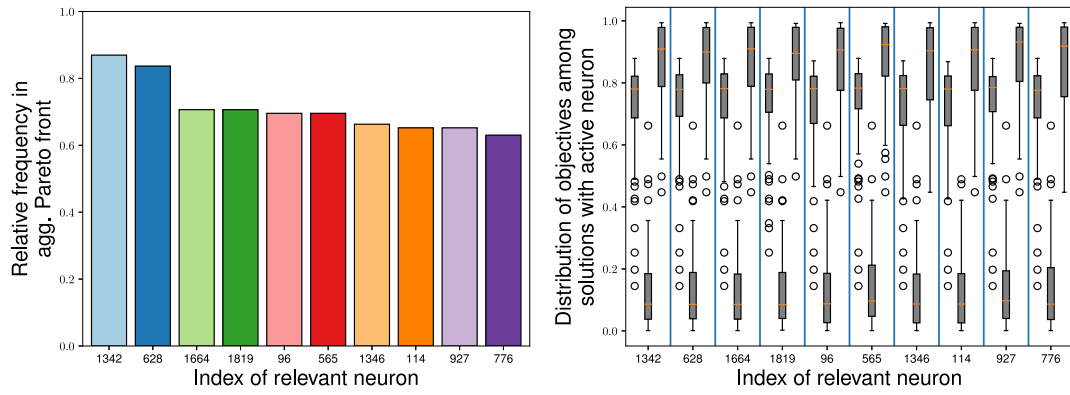 Relative frequency in
agg. Pareto front
1.0
0.8
0.6
0.4
0.2
0.0
1342 628 1664 1819 96 565 1346 114 927 776
Index of relevant neuron
Distribution of objectives among
solutions with active neuron
1.0
0.8
0.6
0.4
0.2
0.0
1342 628 1664 1819 96 565 1346 114 927 776
Index of relevant neuron